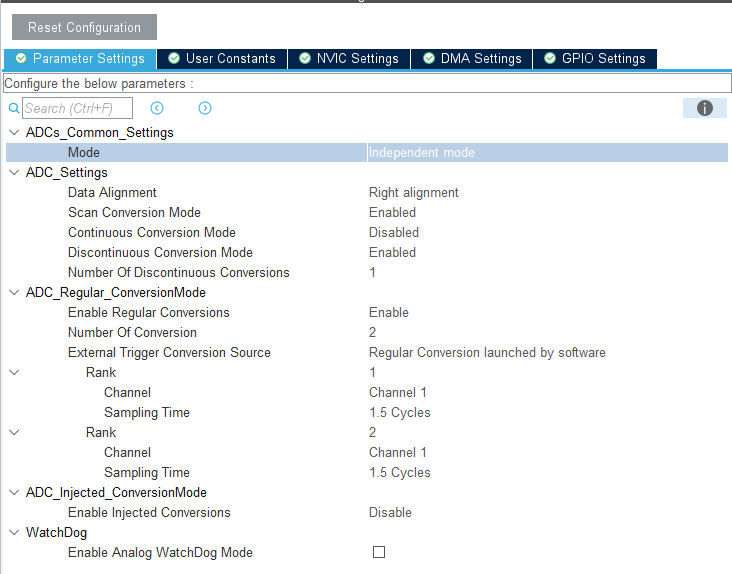 Reset Configuration
Parameter Settings User Constants NVIC Settings DMA Settings GPIO Settings
Configure the below parameters :
Search (Ctrl+F)
ADCs_Common_Settings
Mode Independent mode
ADC_Settings
Data Alignment Right alignment
Scan Conversion Mode Enabled
Continuous Conversion Mode Disabled
Discontinuous Conversion Mode Enabled
Number Of Discontinuous Conversions 1
ADC_Regular_ConversionMode
Enable Regular Conversions Enable
Number Of Conversion 2
External Trigger Conversion Source Regular Conversion launched by software
Rank 1
Channel Channel 1
Sampling Time 1.5 Cycles
Rank 2
Channel Channel 1
Sampling Time 1.5 Cycles
ADC_Injected_ConversionMode
Enable Injected Conversions Disable
WatchDog
Enable Analog WatchDog Mode